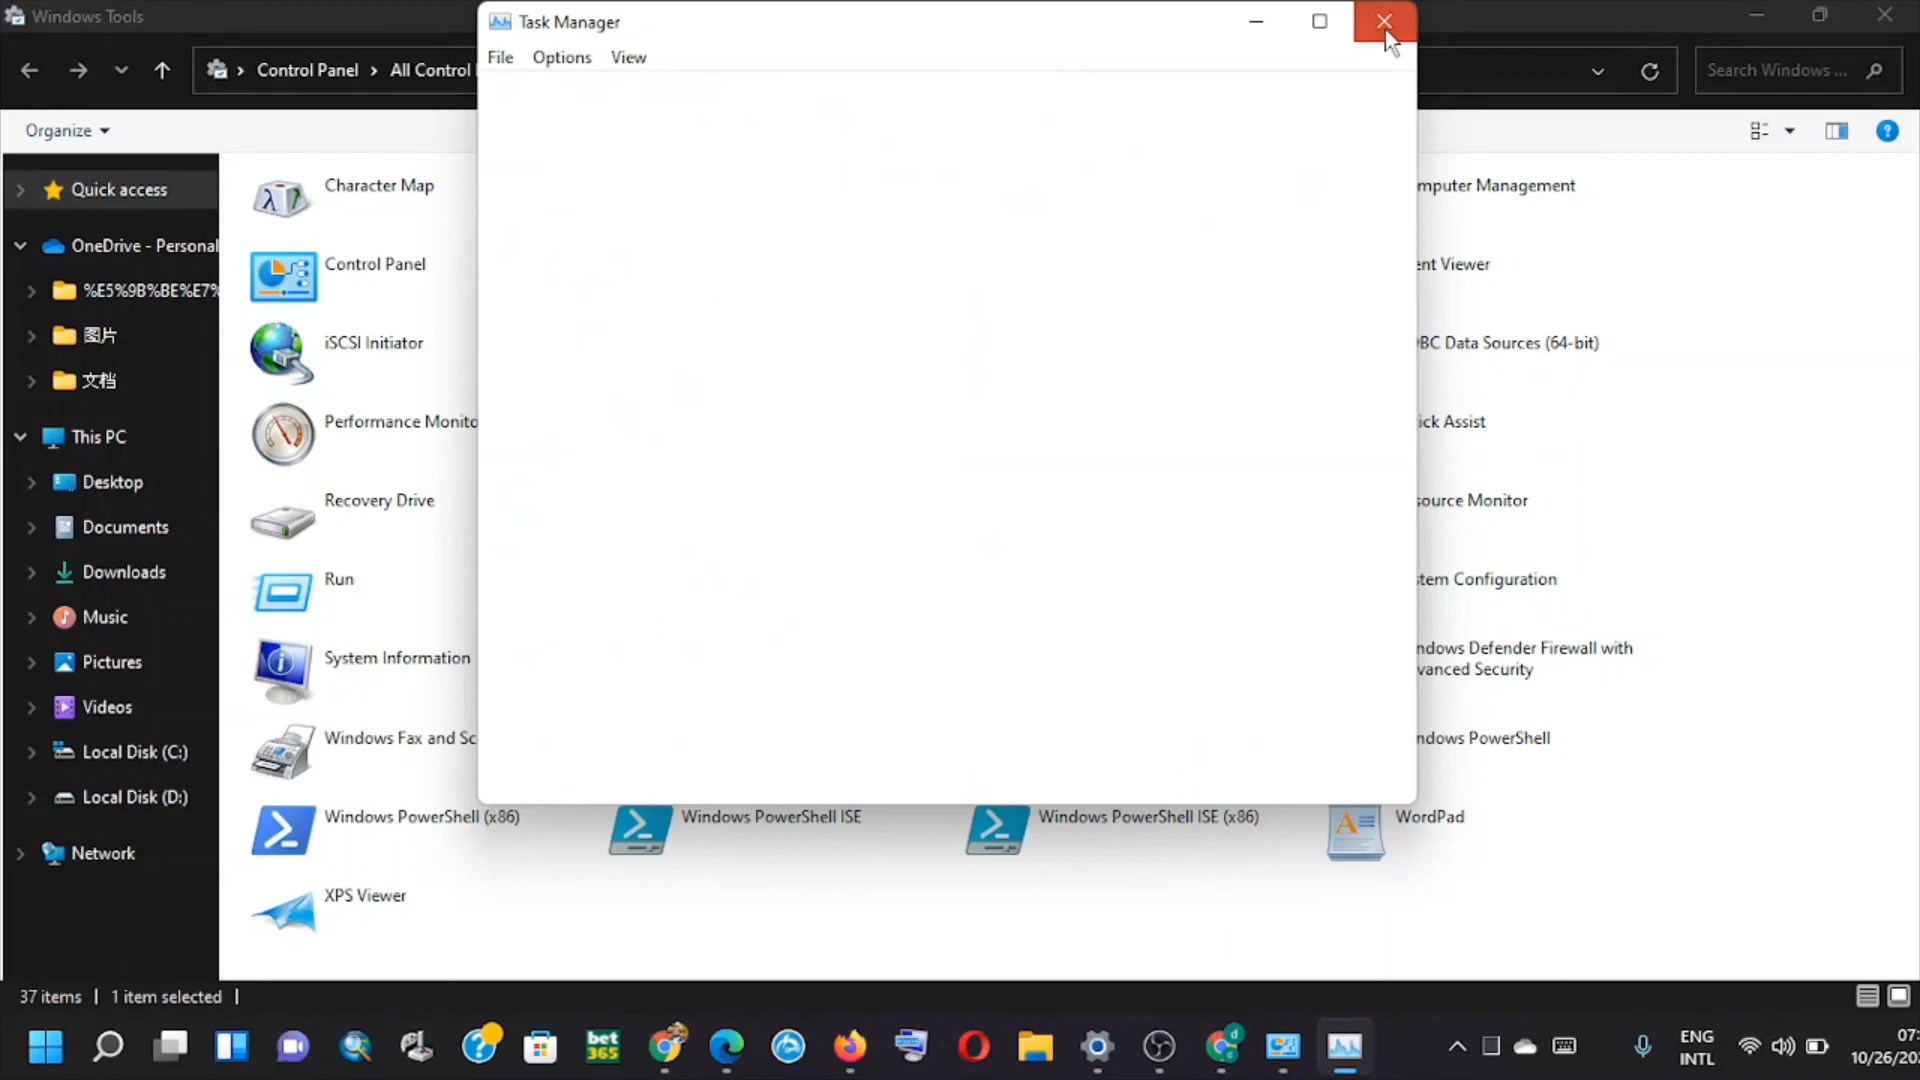 Windows Tools
Task Manager
File Options View
Control Panel > All Control
Search Windows ...
Organize
Quick access
OneDrive - Personal
%E5%9B%BE%E7%
图片
文档
This PC
Desktop
Documents
Downloads
Music
Pictures
Videos
Local Disk (C:)
Local Disk (D:)
Network
Character Map
mputer Management
Control Panel
ent Viewer
iSCSI Initiator
BC Data Sources (64-bit)
Performance Monito
ick Assist
Recovery Drive
source Monitor
Run
stem Configuration
System Information
ndows Defender Firewall with
vanced Security
Windows Fax and Sc
ndows PowerShell
Windows PowerShell (x86)
Windows PowerShell ISE
Windows PowerShell ISE (x86)
WordPad
XPS Viewer
37 items | 1 item selected |
bet
365
ENG
INTL
07:
10/26/20